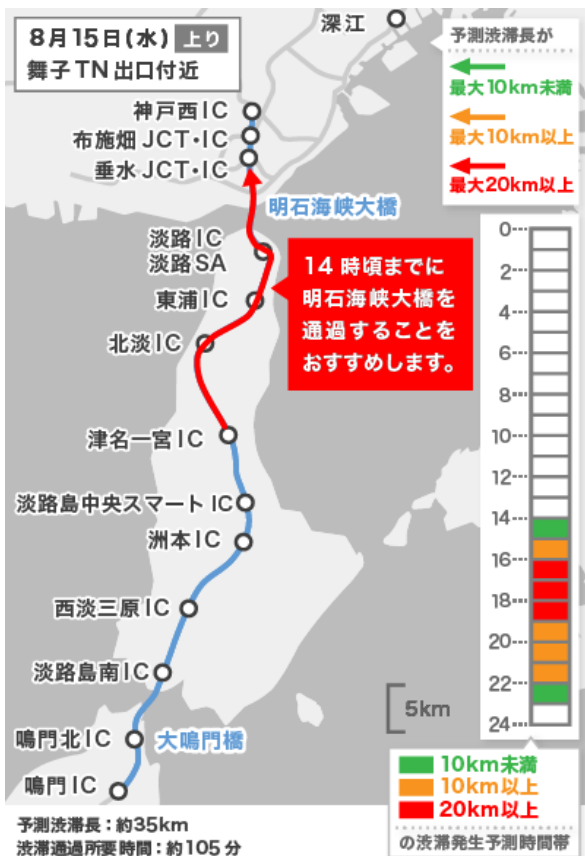 8月15日(水) 上り
舞子TN出口付近
深江
予測渋滞長が
最大10km未満
最大10km以上
最大20km以上
神戸西IC
布施畑JCT・IC
垂水JCT・IC
明石海峡大橋
淡路IC
淡路SA
東浦IC
北淡IC
14時頃までに
明石海峡大橋を
通過することを
おすすめします。
津名一宮IC
淡路島中央スマートIC
洲本IC
西淡三原IC
淡路島南IC
鳴門北IC
大鳴門橋
鳴門IC
0
2
4
6
8
10
12
14
16
18
20
22
24
5km
10km未満
10km以上
20km以上
の渋滞発生予測時間帯
予測渋滞長：約35km
渋滞通過所要時間：約105分